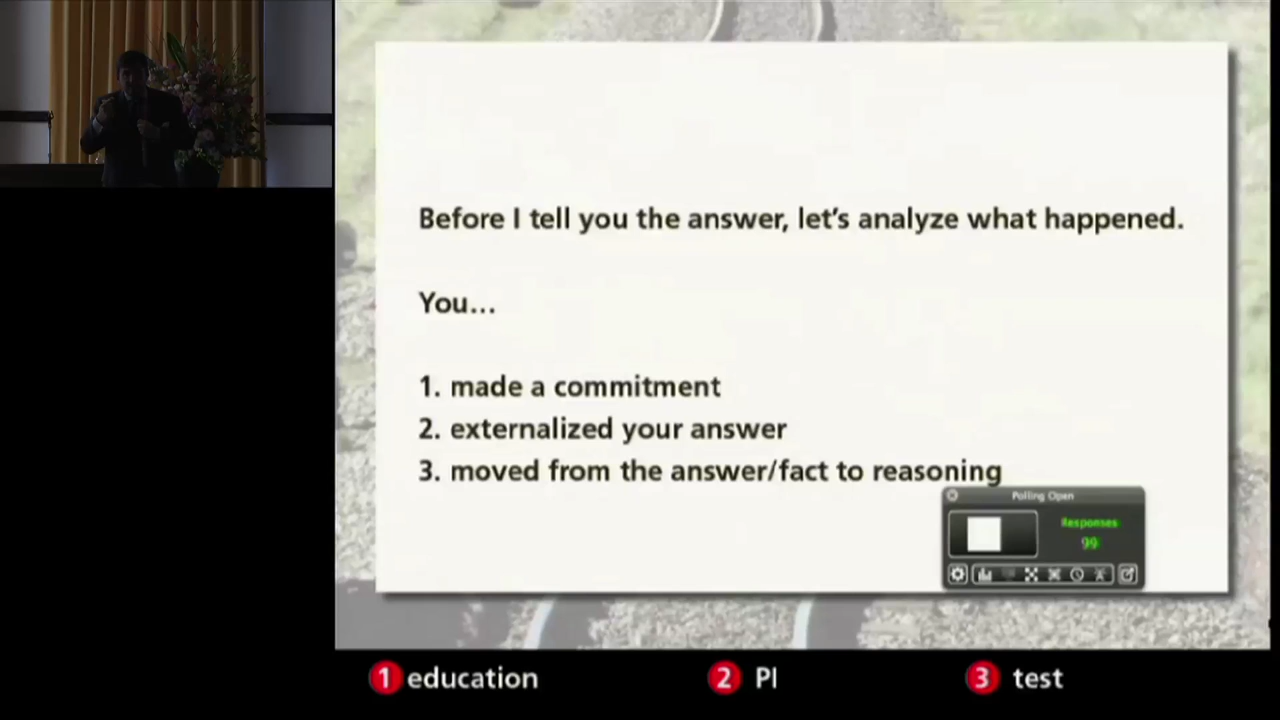 Before I tell you the answer, let's analyze what happened.
You...
1. made a commitment
2. externalized your answer
3. moved from the answer/fact to reasoning
Polling Open
Responses
99
1 education
2 PI
3 test